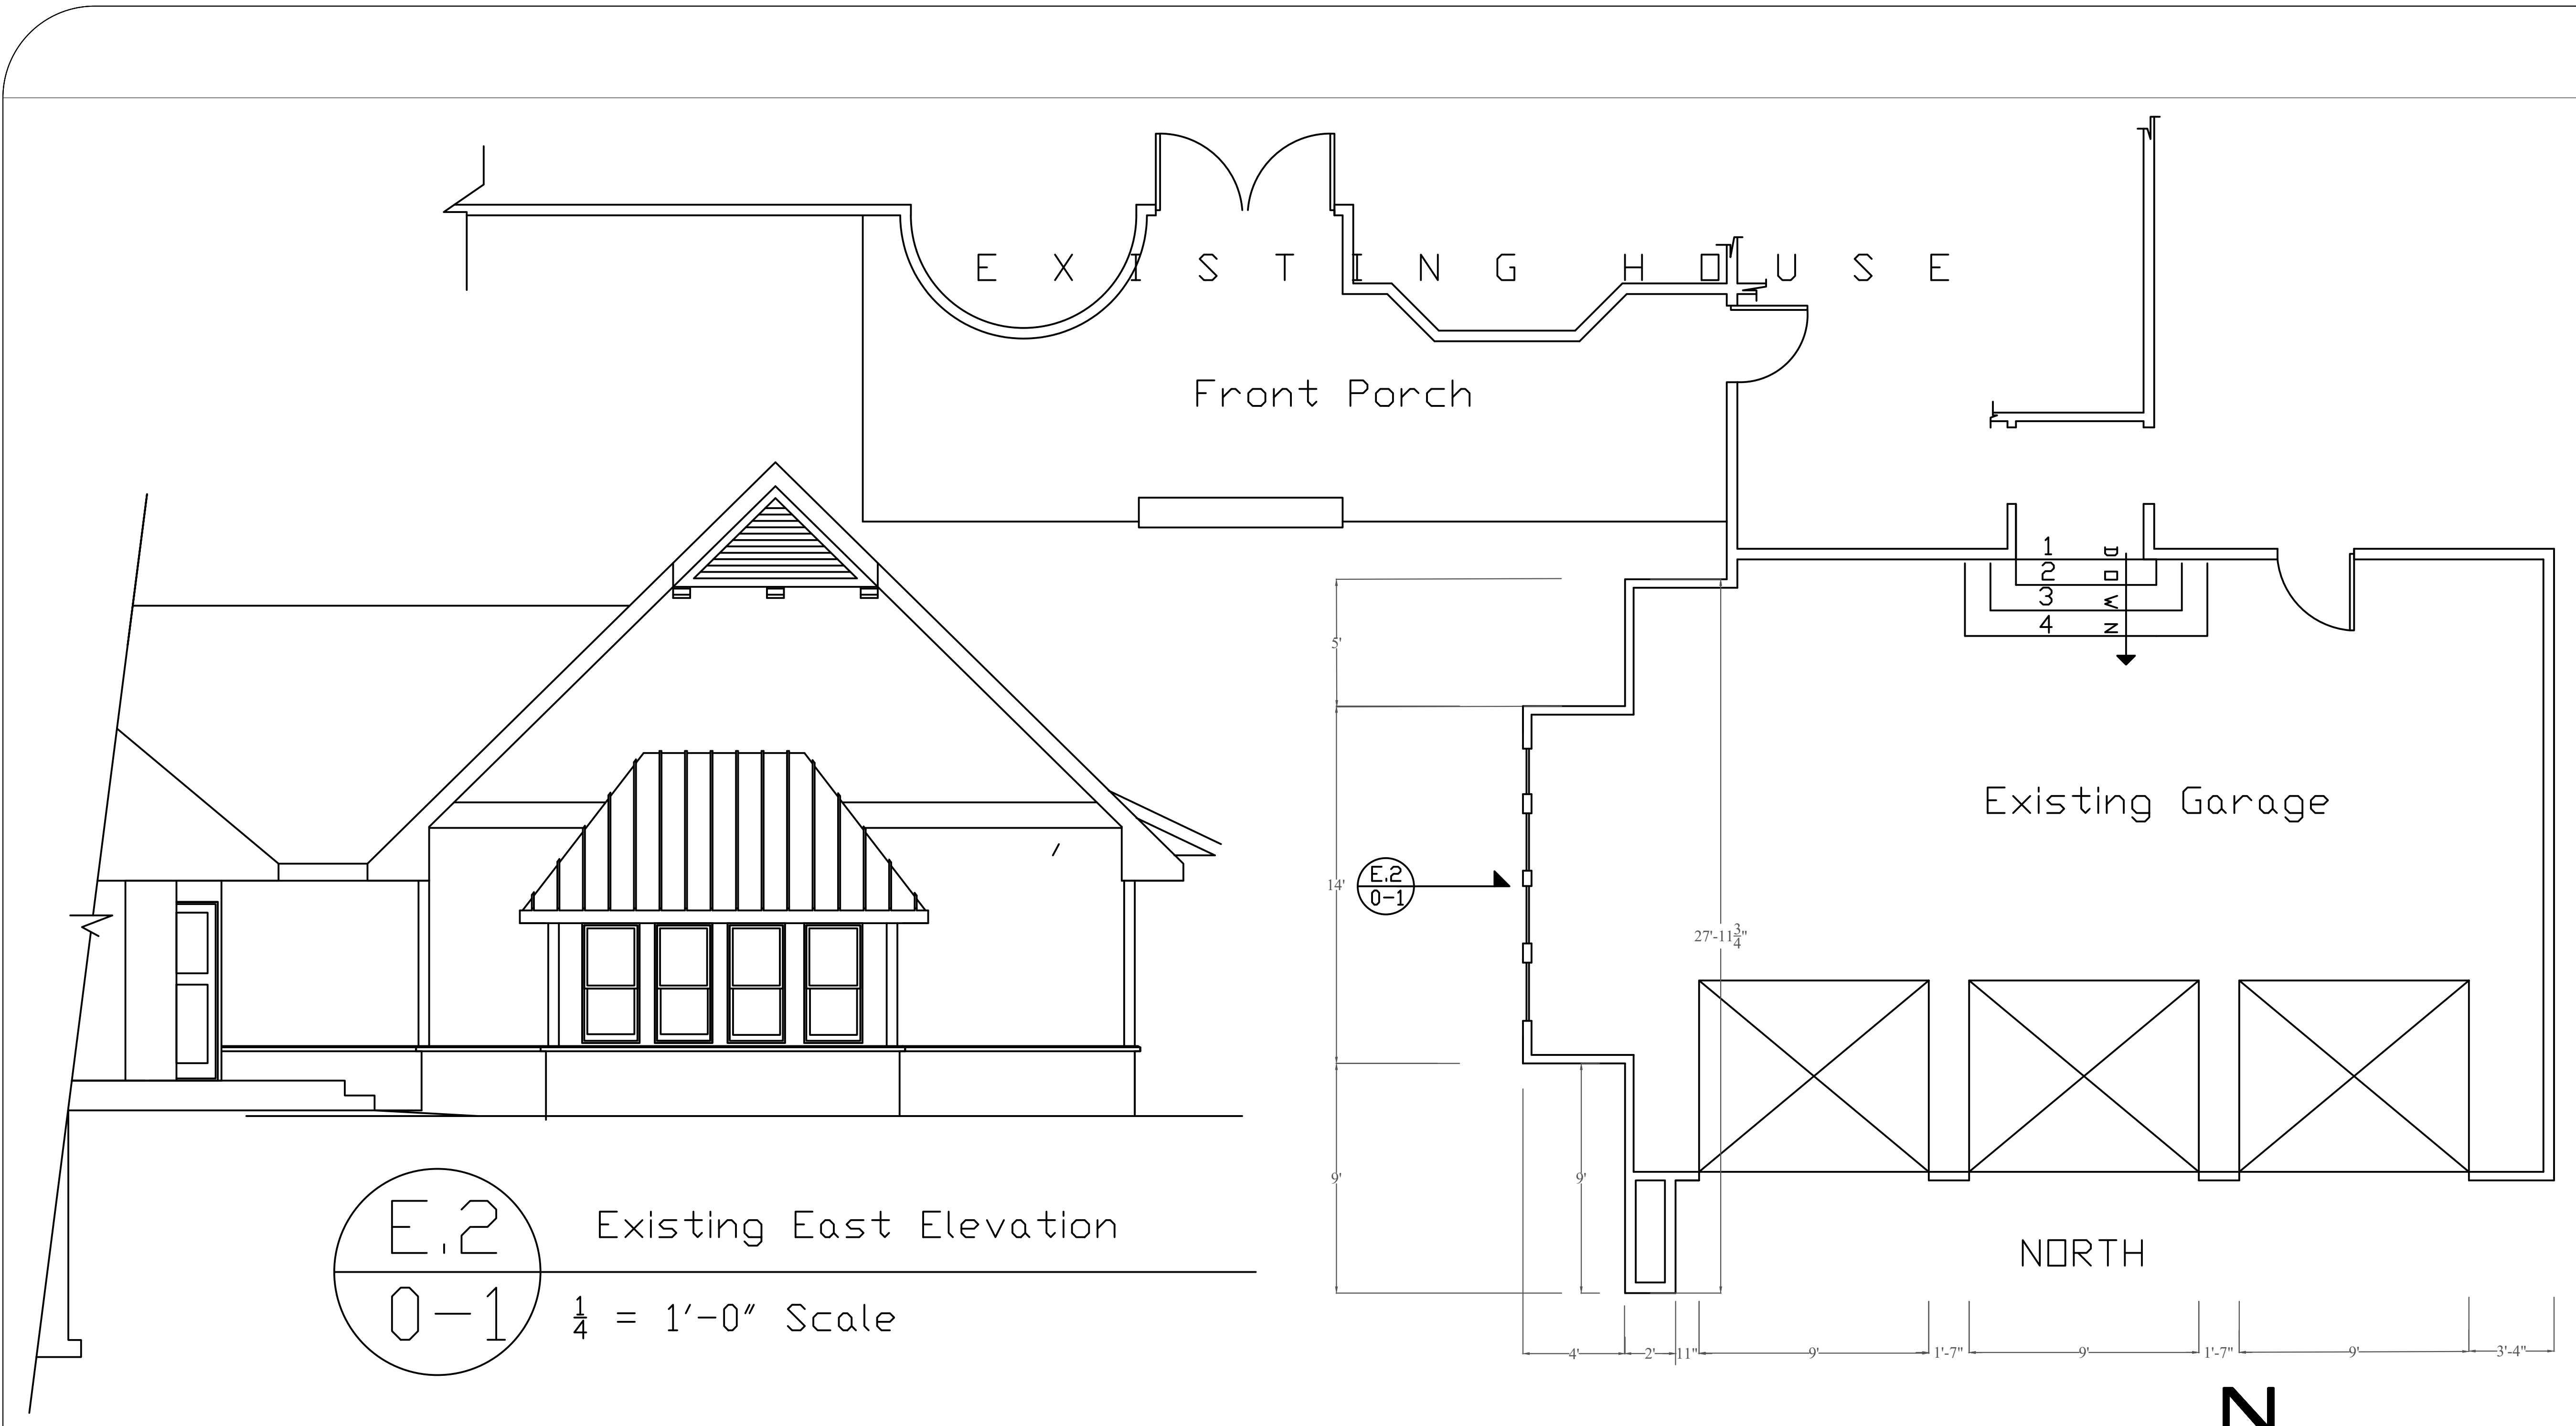 EXISTING HOUSE
Front Porch
1
2
3
4
DOWN
5'
Existing Garage
E.2
0-1
14'
27'-11 3/4"
9'
9'
E.2
0-1
Existing East Elevation
1/4 = 1'-0" Scale
NORTH
4'
2'
11"
9'
1'-7"
9'
1'-7"
9'
3'-4"
N